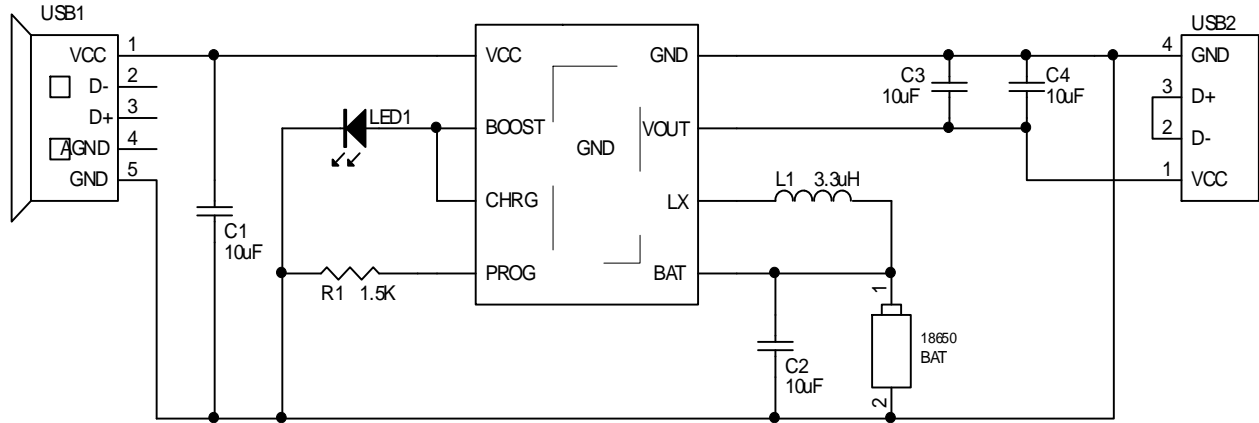 USB1
VCC 1
D- 2
D+ 3
AGND 4
GND 5
C1
10uF
LED1
R1 1.5K
VCC
BOOST
CHRG
PROG
GND
GND
VOUT
LX
BAT
L1 3.3uH
C3
10uF
C4
10uF
C2
10uF
1
18650
BAT
2
USB2
4 GND
3 D+
2 D-
1 VCC